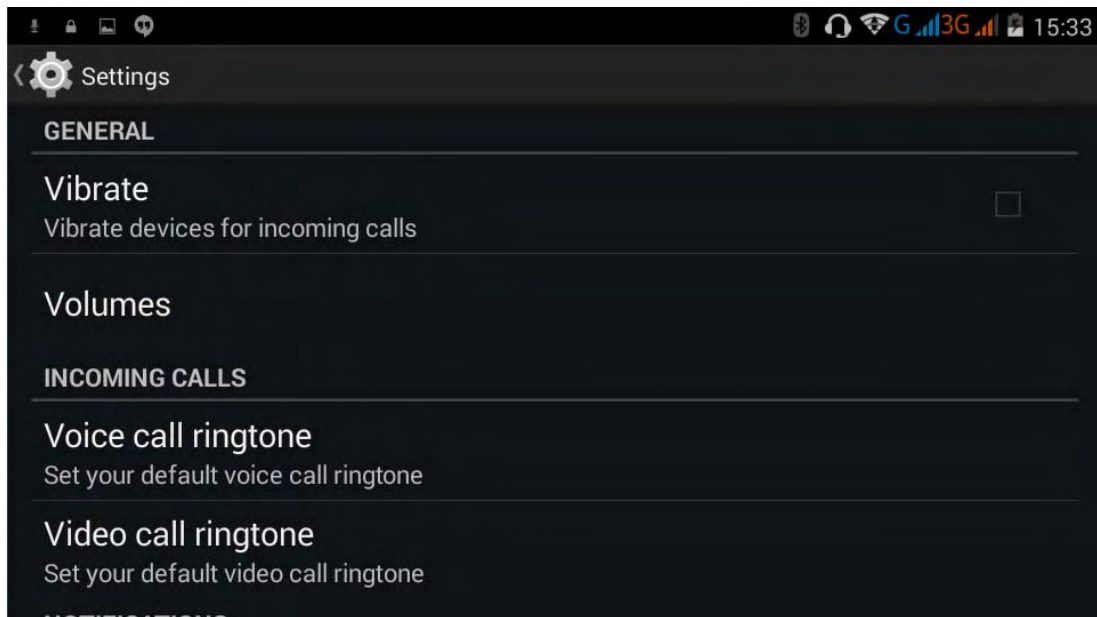 G 3G 15:33
Settings
GENERAL
Vibrate
Vibrate devices for incoming calls
Volumes
INCOMING CALLS
Voice call ringtone
Set your default voice call ringtone
Video call ringtone
Set your default video call ringtone